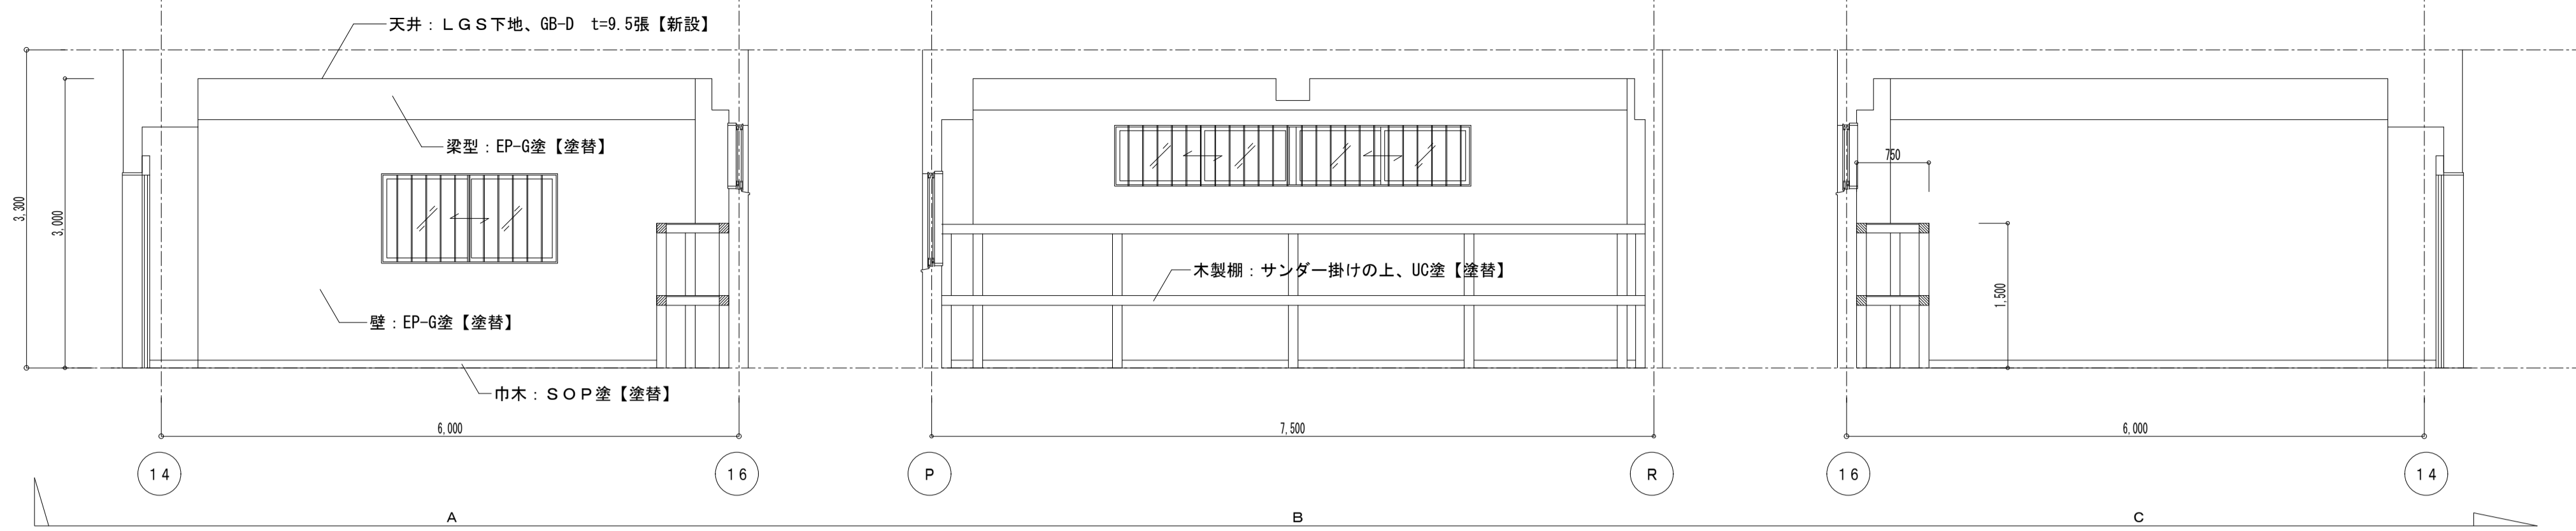 天井：ＬＧＳ下地、GB-D　t=9.5張【新設】
梁型：EP-G塗【塗替】
750
3,300
3,000
木製棚：サンダー掛けの上、UC塗【塗替】
1,500
壁：EP-G塗【塗替】
巾木：ＳＯＰ塗【塗替】
6,000
7,500
6,000
14
16
P
R
16
14
A
B
C